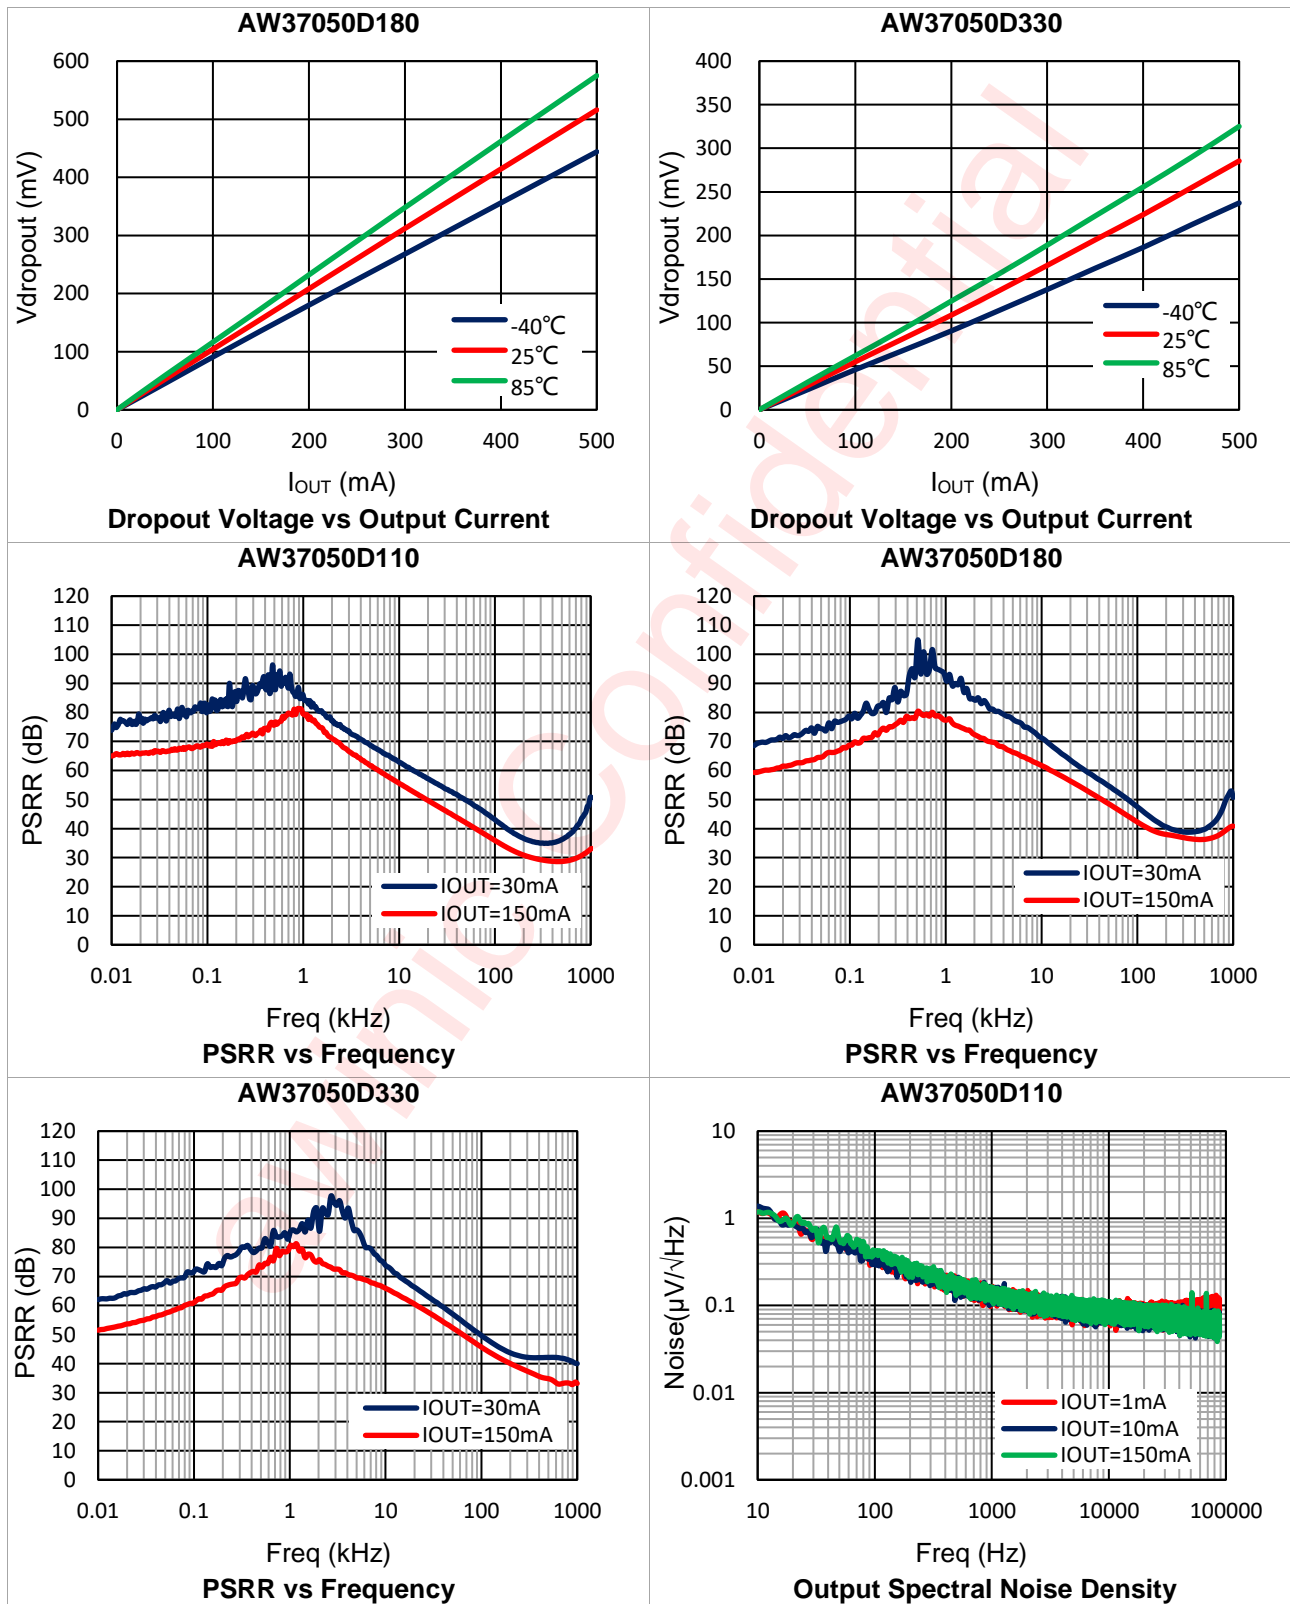 AW37050D180
600
500
400
300
200
100
0
Vdropout (mV)
-40℃
25℃
85℃
0 100 200 300 400 500
IOUT (mA)
Dropout Voltage vs Output Current
AW37050D330
400
350
300
250
200
150
100
50
0
Vdropout (mV)
-40℃
25℃
85℃
0 100 200 300 400 500
IOUT (mA)
Dropout Voltage vs Output Current
AW37050D110
120
110
100
90
80
70
60
50
40
30
20
10
0
PSRR (dB)
IOUT=30mA
IOUT=150mA
0.01 0.1 1 10 100 1000
Freq (kHz)
PSRR vs Frequency
AW37050D180
120
110
100
90
80
70
60
50
40
30
20
10
0
PSRR (dB)
IOUT=30mA
IOUT=150mA
0.01 0.1 1 10 100 1000
Freq (kHz)
PSRR vs Frequency
AW37050D330
120
110
100
90
80
70
60
50
40
30
20
10
0
PSRR (dB)
IOUT=30mA
IOUT=150mA
0.01 0.1 1 10 100 1000
Freq (kHz)
PSRR vs Frequency
AW37050D110
10
1
0.1
0.01
0.001
Noise(μV/√Hz)
IOUT=1mA
IOUT=10mA
IOUT=150mA
10 100 1000 10000 100000
Freq (Hz)
Output Spectral Noise Density
awinic Confidential